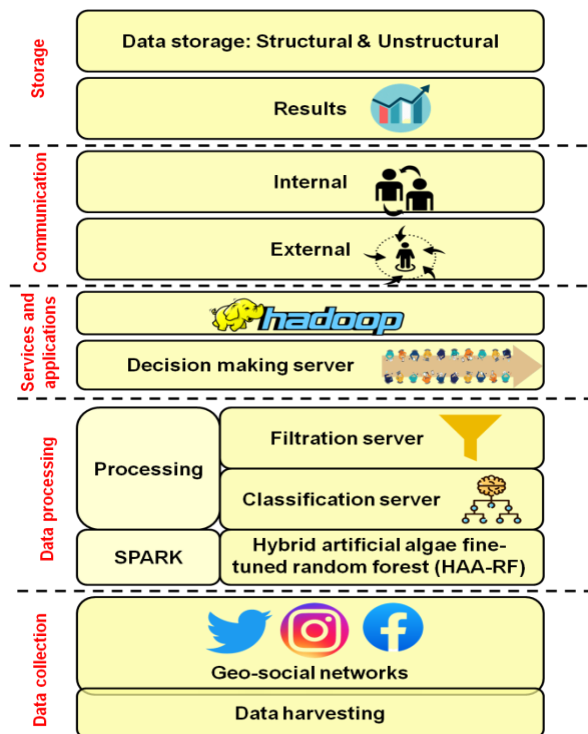 Storage
Data storage: Structural & Unstructural
Results
Communication
Internal
External
Services and
applications
hadoop
Decision making server
Data processing
Processing
Filtration server
Classification server
SPARK
Hybrid artificial algae fine-
tuned random forest (HAA-RF)
Data collection
Geo-social networks
Data harvesting